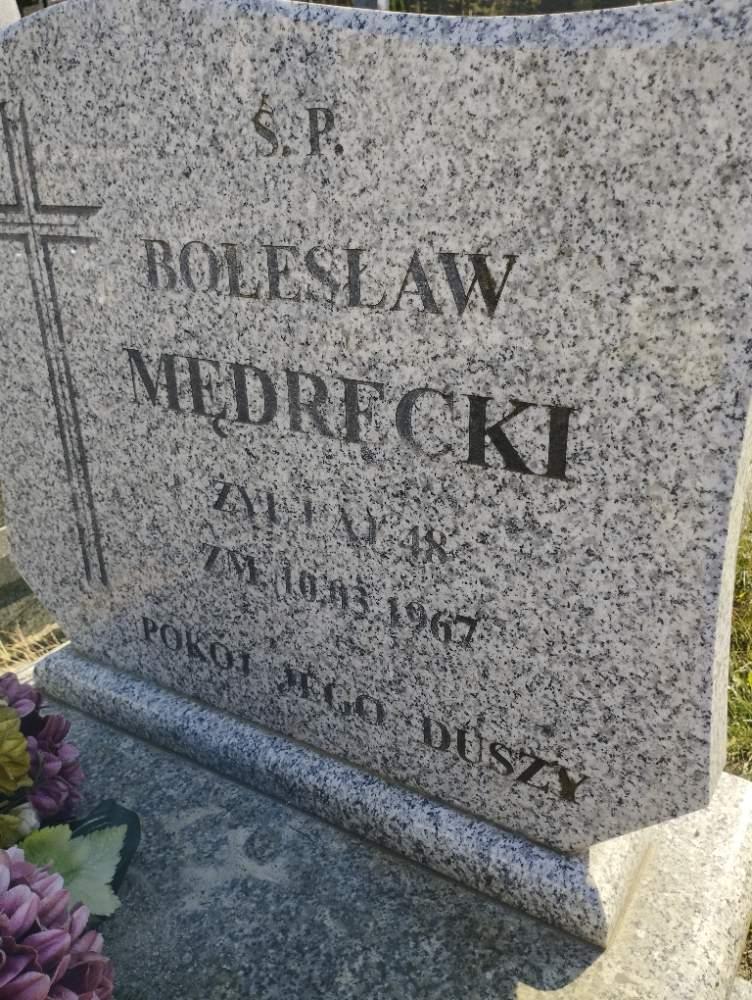 Ś. P.
BOLESŁAW
MĘDRECKI
ŻYŁ LAT 48
ZM. 10.03.1967
POKÓJ JEGO DUSZY